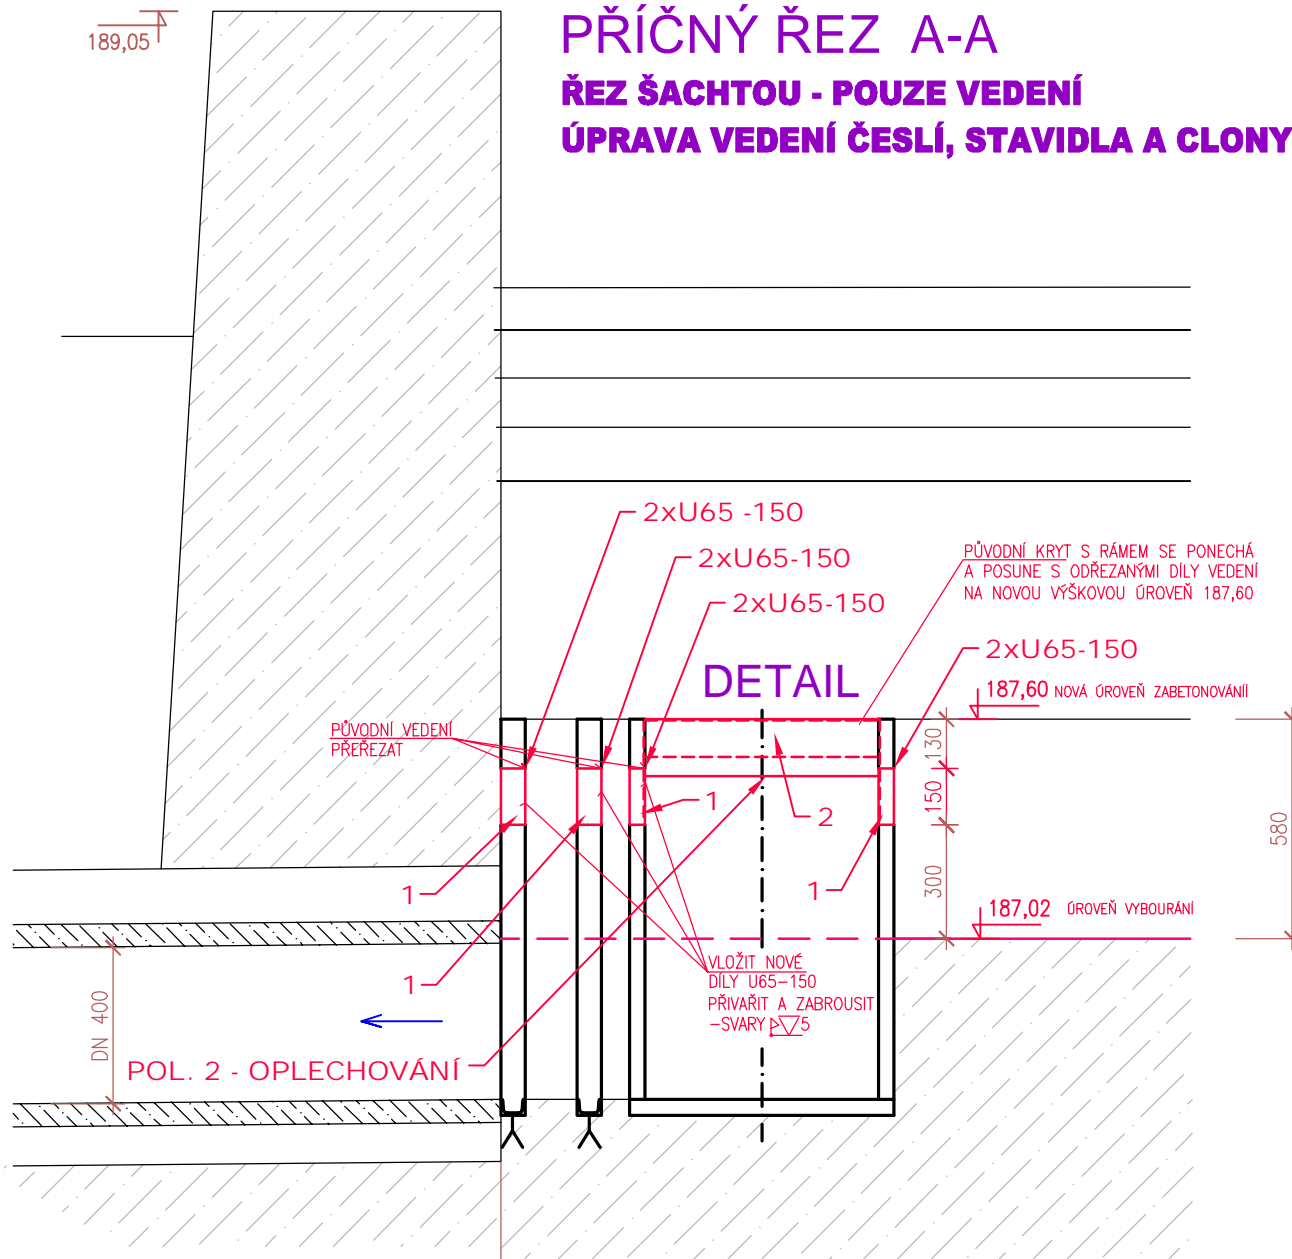 PŘÍČNÝ ŘEZ A-A
ŘEZ ŠACHTOU - POUZE VEDENÍ
ÚPRAVA VEDENÍ ČESLÍ, STAVIDLA A CLONY
189,05
2xU65 -150
2xU65-150
2xU65-150
PŮVODNÍ KRYT S RÁMEM SE PONECHÁ
A POSUNE S ODŘEZANÝMI DÍLY VEDENÍ
NA NOVOU VÝŠKOVOU ÚROVEŇ 187,60
2xU65-150
DETAIL
187,60 NOVÁ ÚROVEŇ ZABETONOVÁNÍÍ
PŮVODNÍ VEDENÍ
PŘEŘEZAT
130
150
300
580
1
2
1
1
1
187,02 ÚROVEŇ VYBOURÁNÍ
VLOŽIT NOVÉ
DÍLY U65-150
PŘIVAŘIT A ZABROUSIT
-SVARY 5
DN 400
POL. 2 - OPLECHOVÁNÍ